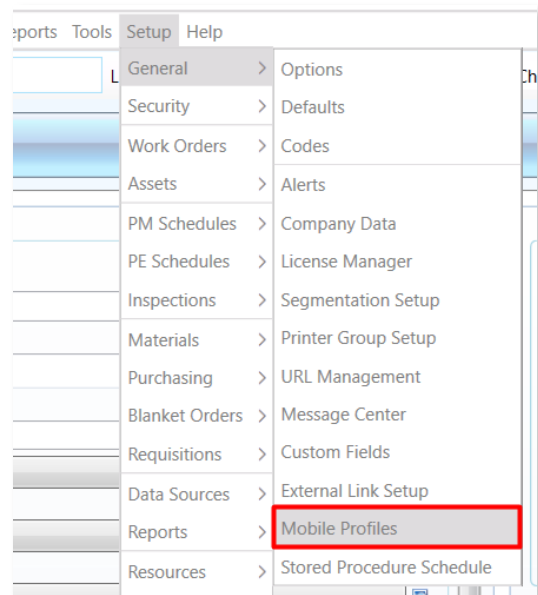 Tools Setup Help
General > Options
Security > Defaults
Work Orders > Codes
Assets > Alerts
PM Schedules > Company Data
PE Schedules > License Manager
Inspections > Segmentation Setup
Materials > Printer Group Setup
Purchasing > URL Management
Blanket Orders > Message Center
Requisitions > Custom Fields
Data Sources > External Link Setup
Reports > Mobile Profiles
Resources > Stored Procedure Schedule